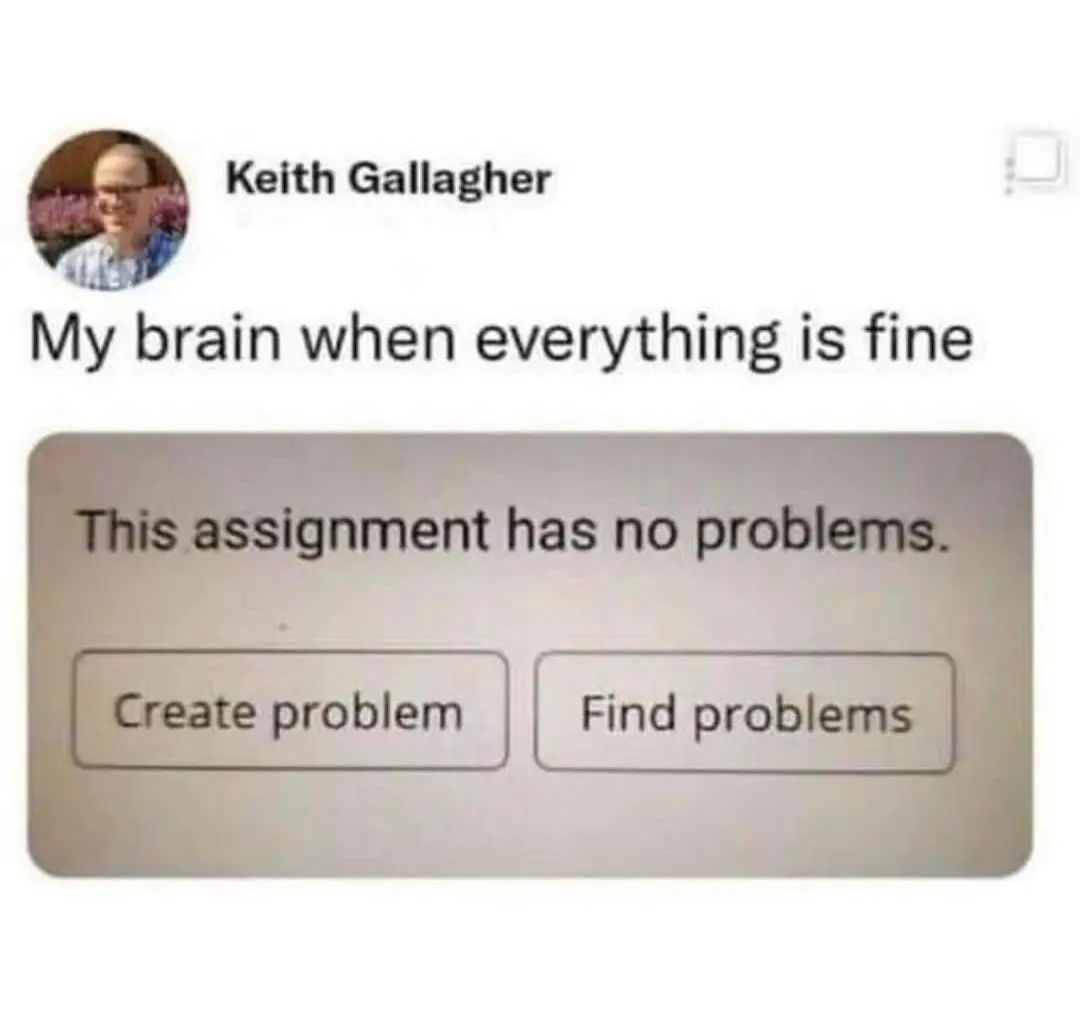 Keith Gallagher
My brain when everything is fine
This assignment has no problems.
Create problem
Find problems